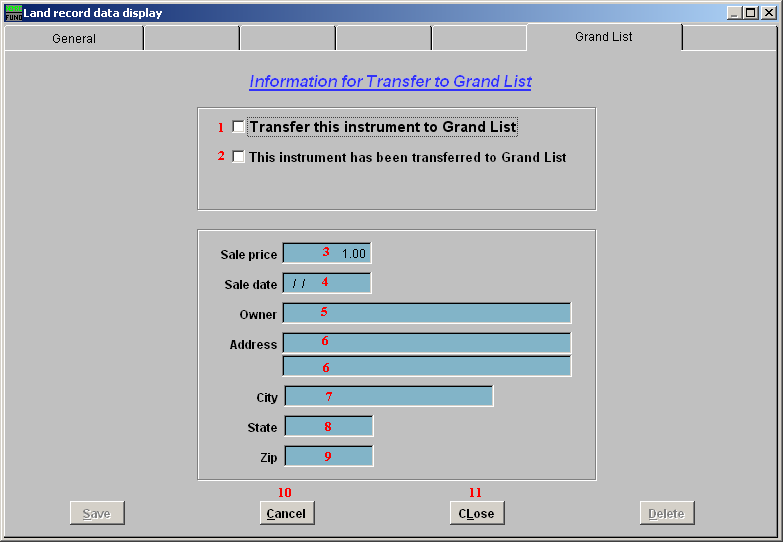 FUND Land record data display
General Grand List
Information for Transfer to Grand List
1 Transfer this instrument to Grand List
2 This instrument has been transferred to Grand List
Sale price 3 1.00
Sale date / / 4
Owner 5
Address 6
6
City 7
State 8
Zip 9
10 11
Save Cancel CLose Delete